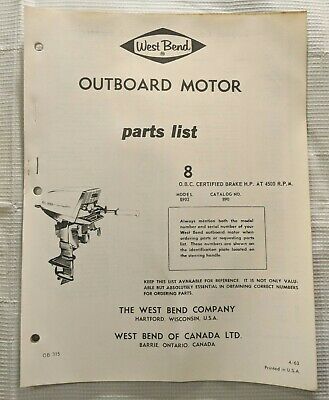 West Bend
®
OUTBOARD MOTOR
parts list
8
O.B.C. CERTIFIED BRAKE H.P. AT 4500 R.P.M.
MODEL CATALOG NO.
8902 890
Always mention both the model
number and serial number of your
West Bend outboard motor when
ordering parts or requesting parts
list. These numbers are shown on
the identification plate located on
the steering handle.
KEEP THIS LIST AVAILABLE FOR REFERENCE. IT IS NOT ONLY VALU-
ABLE BUT ABSOLUTELY ESSENTIAL IN OBTAINING CORRECT NUMBERS
FOR ORDERING PARTS.
THE WEST BEND COMPANY
HARTFORD, WISCONSIN, U.S.A.
WEST BEND OF CANADA LTD.
BARRIE, ONTARIO, CANADA
OB 315
4-63
Printed in U.S.A.